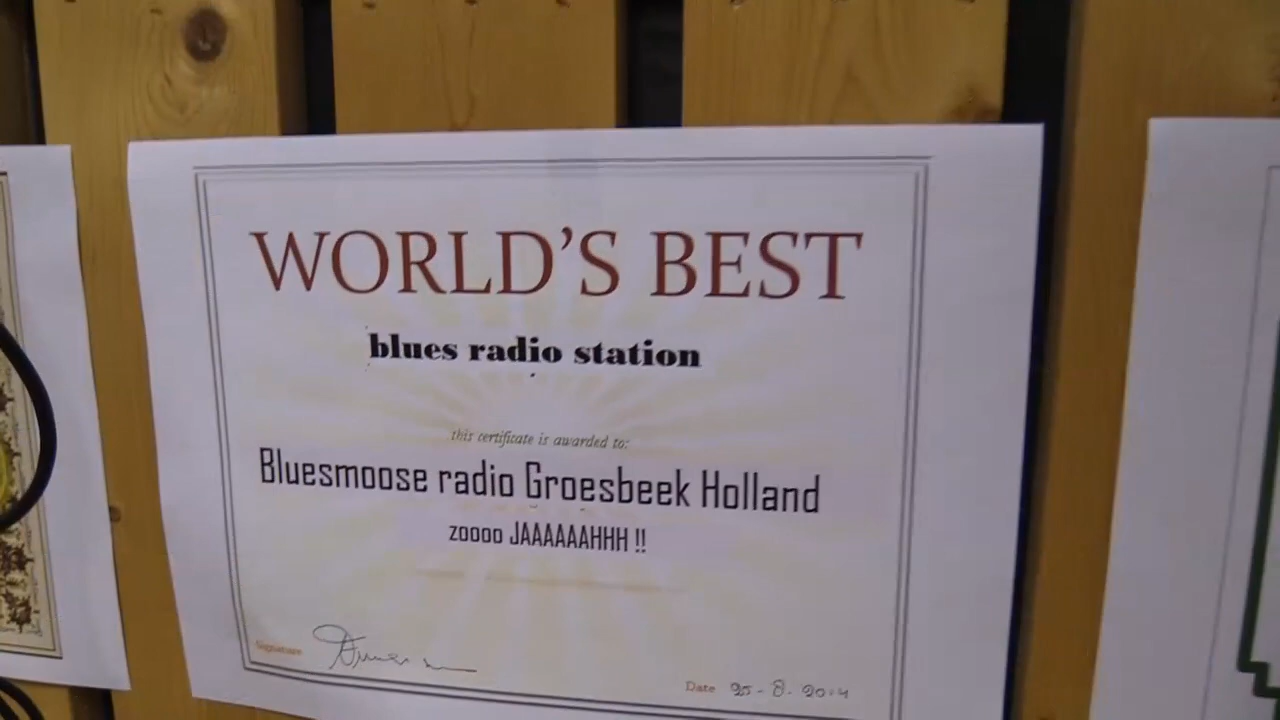 WORLD'S BEST
blues radio station
this certificate is awarded to:
Bluesmoose radio Groesbeek Holland
zoooo JAAAAAAHHH !!
Signature
Date 25-8-2014